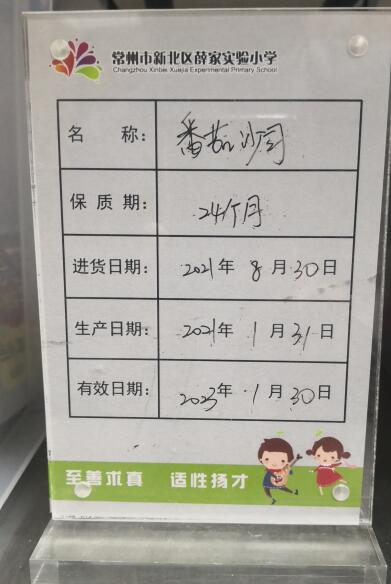 常州市新北区薛家实验小学
Changzhou Xinbei Xuejia Experimental Primary School
名 称: 番茄沙司
保 质 期: 24个月
进货日期: 2021年 8月30日
生产日期: 2021年 1月31日
有效日期: 2023年 1月30日
至善求真 适性扬才